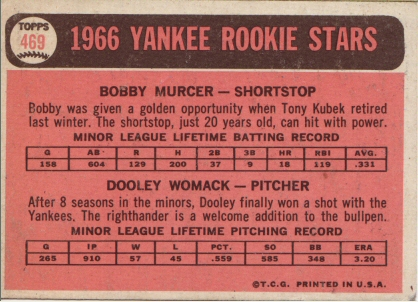 TOPPS
469
1966 YANKEE ROOKIE STARS
BOBBY MURCER — SHORTSTOP
Bobby was given a golden opportunity when Tony Kubek retired
last winter. The shortstop, just 20 years old, can hit with power.
MINOR LEAGUE LIFETIME BATTING RECORD
G AB R H 2B 3B HR RBI AVG.
158 604 129 200 37 9 18 119 .331
DOOLEY WOMACK — PITCHER
After 8 seasons in the minors, Dooley finally won a shot with the
Yankees. The righthander is a welcome addition to the bullpen.
MINOR LEAGUE LIFETIME PITCHING RECORD
G IP W L PCT. SO BB ERA
265 910 57 45 .559 585 348 3.20
©T.C.G. PRINTED IN U.S.A.